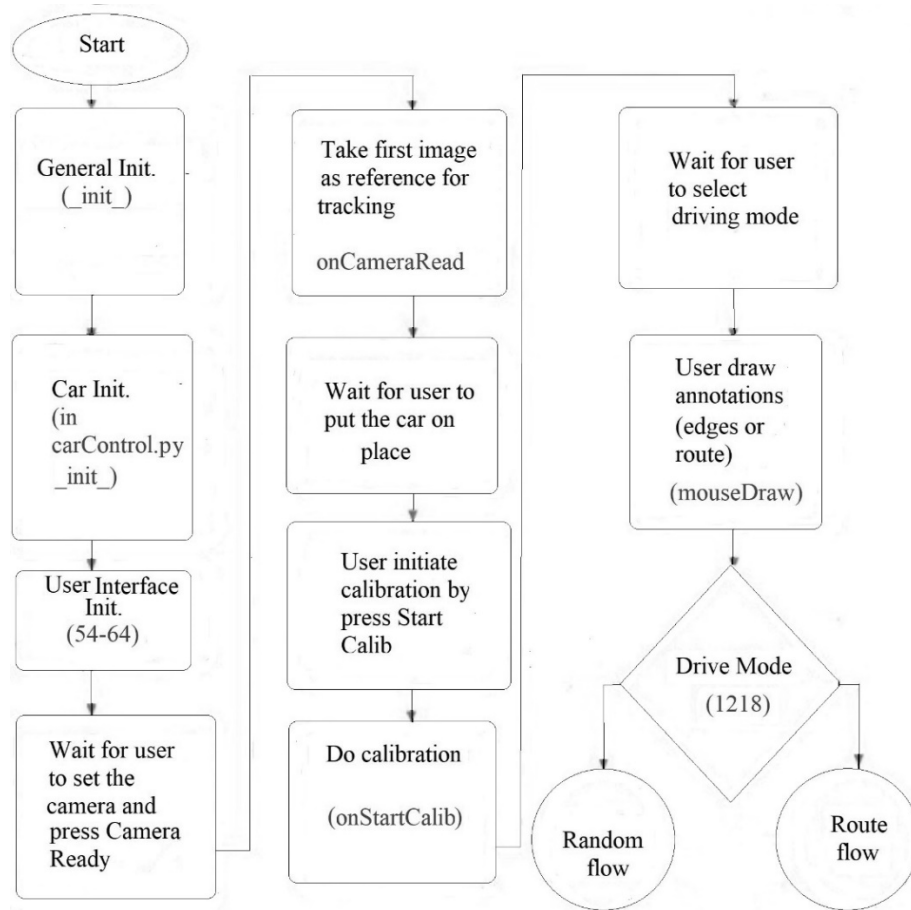 Start
General Init.
(_init_)
Car Init.
(in
carControl.py
_init_)
User Interface
Init.
(54-64)
Wait for user
to set the
camera and
press Camera
Ready
Take first image
as reference for
tracking
onCameraRead
Wait for user to
put the car on
place
User initiate
calibration by
press Start
Calib
Do calibration
(onStartCalib)
Wait for user
to select
driving mode
User draw
annotations
(edges or
route)
(mouseDraw)
Drive Mode
(1218)
Random
flow
Route
flow